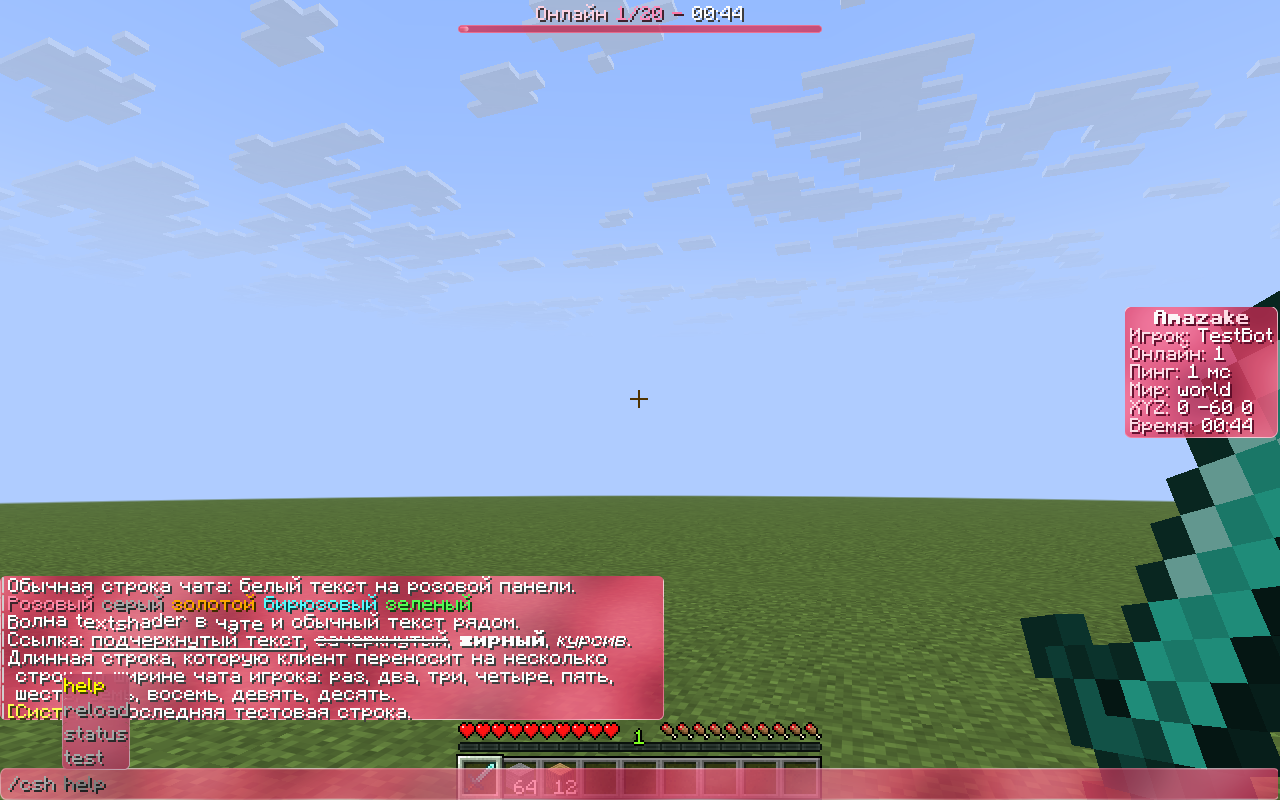 Онлайн 1/20 – 00:44
Amazake
Игрок: TestBot
Онлайн: 1
Пинг: 1 мс
Мир: world
XYZ: 0 -60 0
Время: 00:44
Обычная строка чата: белый текст на розовой панели.
Розовый серый золотой бирюзовый зеленый
Волна textshader в чате и обычный текст рядом.
Ссылка: подчеркнутый текст, зачеркнутый, жирный, курсив.
Длинная строка, которую клиент переносит на несколько
ширине чата игрока: раз, два, три, четыре, пять,
восемь, девять, десять.
тестовая строка.
help
reload
status
test
1
64 12
/csh help